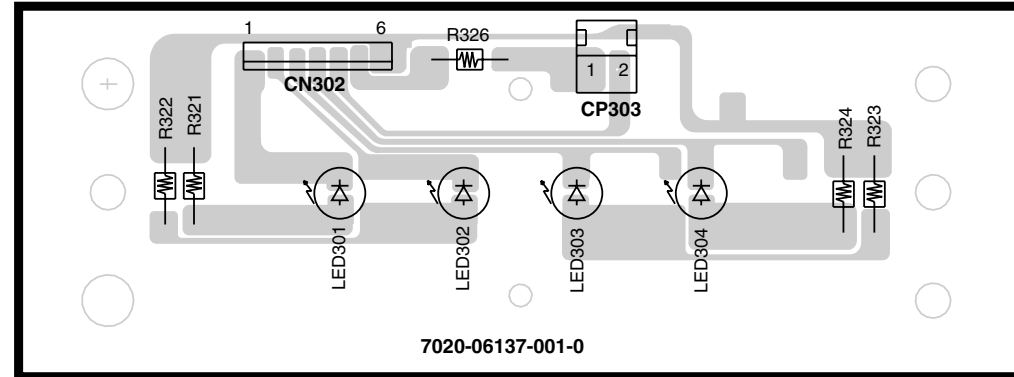 1 6
R326
CN302
1 2
CP303
R322
R321
R324
R323
LED301
LED302
LED303
LED304
7020-06137-001-0